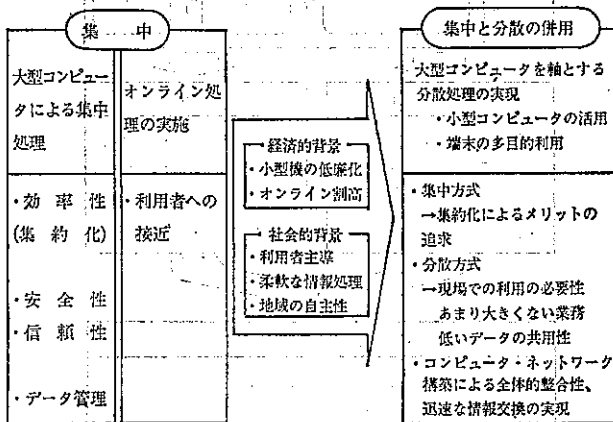 集中
大型コンピュー
タによる集中
処理
・効率性
(集約化)
・安全性
・信頼性
・データ管理
オンライン処
理の実施
・利用者への
接近
経済的背景
・小型機の低廉化
・オンライン割高
社会的背景
・利用者主導
・柔軟な情報処理
・地域の自主性
集中と分散の併用
大型コンピュータを軸とする
分散処理の実現
・小型コンピュータの活用
・端末の多目的利用
・集中方式
→集約化によるメリットの
追求
・分散方式
→現場での利用の必要性
あまり大きくない業務
低いデータの共用性
・コンピュータ・ネットワーク
構築による全体的整合性、
迅速な情報交換の実現